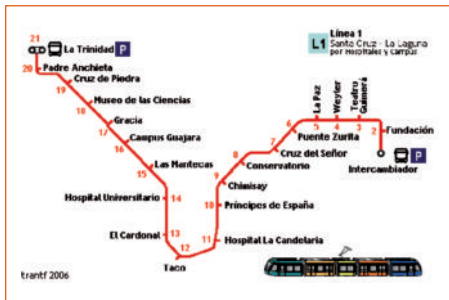 21
La Trinidad P
20 Padre Anchieta
19 Cruz de Piedra
18 Museo de las Ciencias
17 Gracia
16 Campus Guajara
15 Las Mantecas
Hospital Universitario 14
El Cardonal 13
12
Taco
11 Hospital La Candelaria
10 Príncipes de España
9 Chimisay
8 Conservatorio
7 Cruz del Señor
6 Puente Zurita
5 La Paz
4 Weyler
3 Teatro Guimerá
2 Fundación
Intercambiador P
L1
Línea 1
Santa Cruz - La Laguna
por Hospitales y Campus
trantf 2006